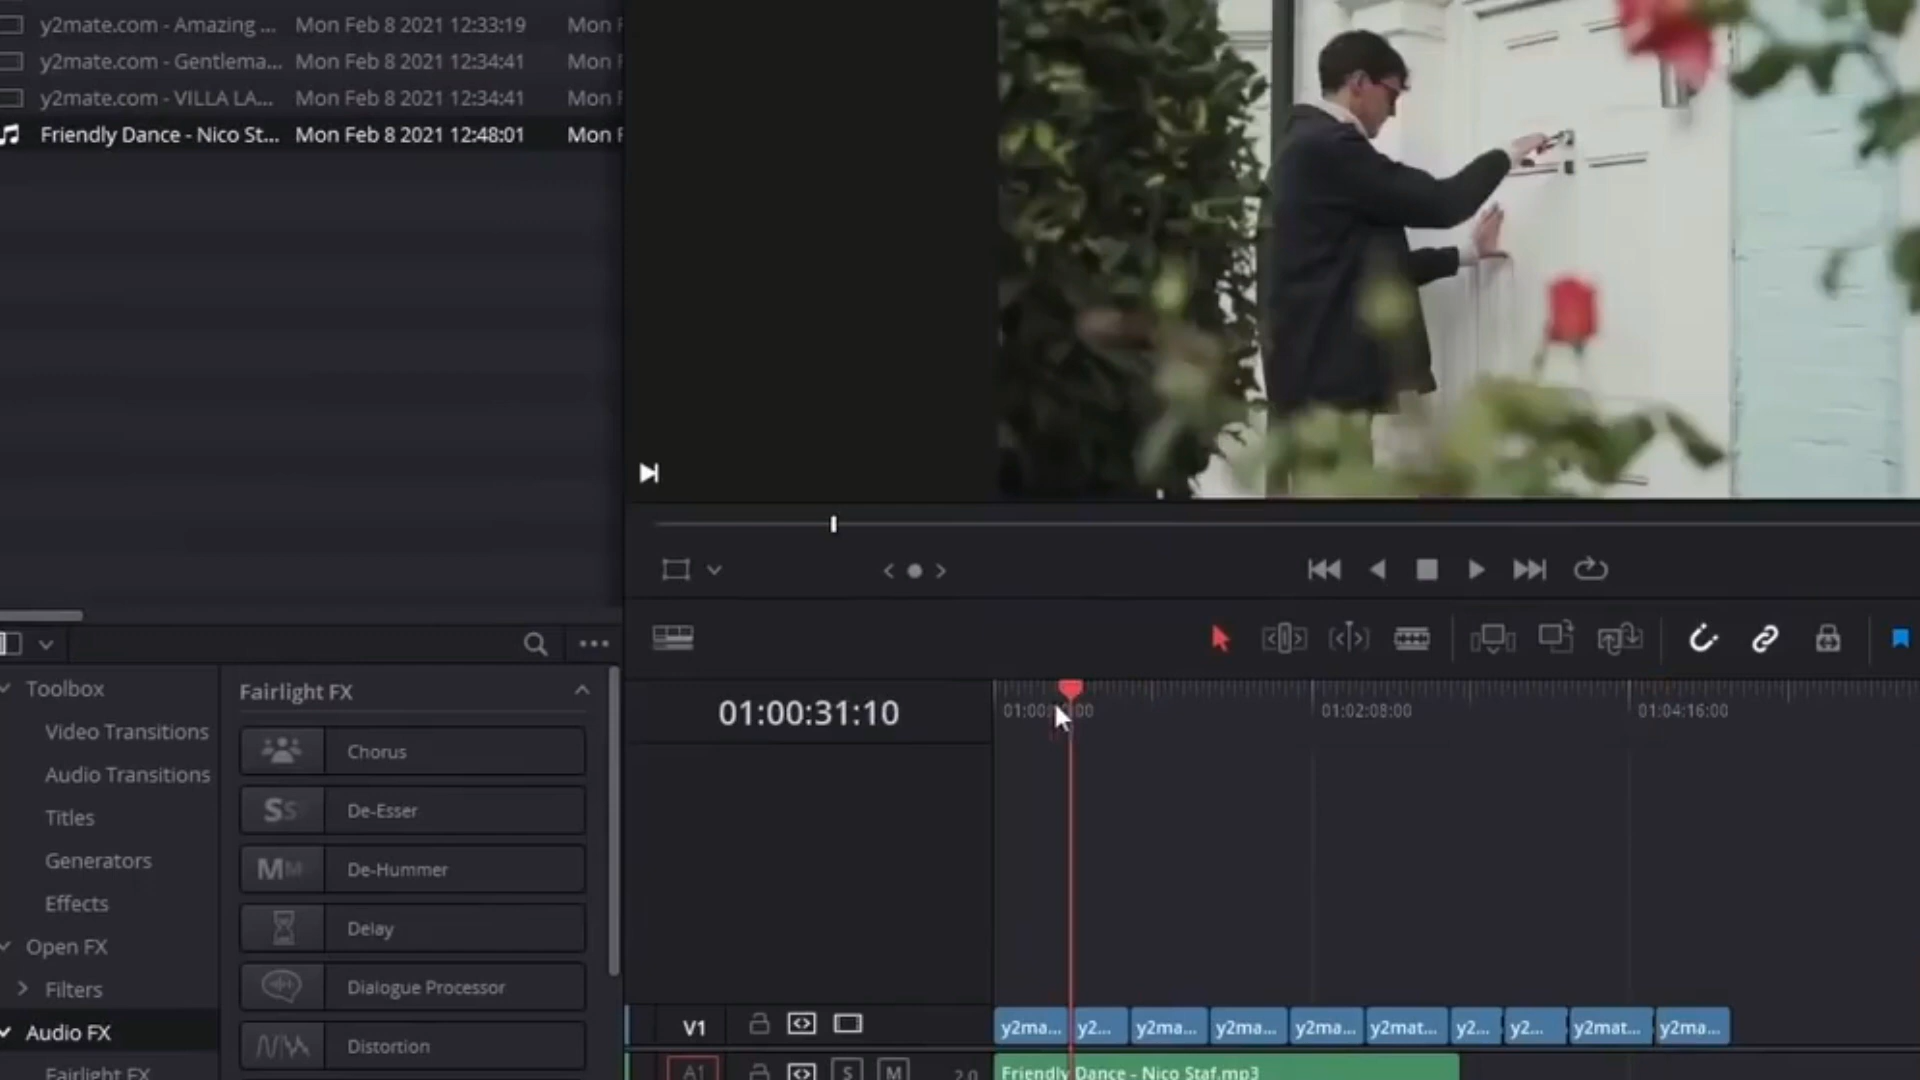 y2mate.com - Amazing ... Mon Feb 8 2021 12:33:19 Mon F
y2mate.com - Gentlema... Mon Feb 8 2021 12:34:41 Mon F
y2mate.com - VILLA LA... Mon Feb 8 2021 12:34:41 Mon F
Friendly Dance - Nico St... Mon Feb 8 2021 12:48:01 Mon F
01:00:31:10
01:02:08:00
01:04:16:00
Toolbox
Video Transitions
Audio Transitions
Titles
Generators
Effects
Open FX
Filters
Audio FX
Fairlight FX
Fairlight FX
Chorus
De-Esser
De-Hummer
Delay
Dialogue Processor
Distortion
V1 y2ma... y2... y2ma... y2ma... y2ma... y2mat... y2... y2... y2mat... y2ma...
A1 S M 2.0 Friendly Dance - Nico Staf.mp3